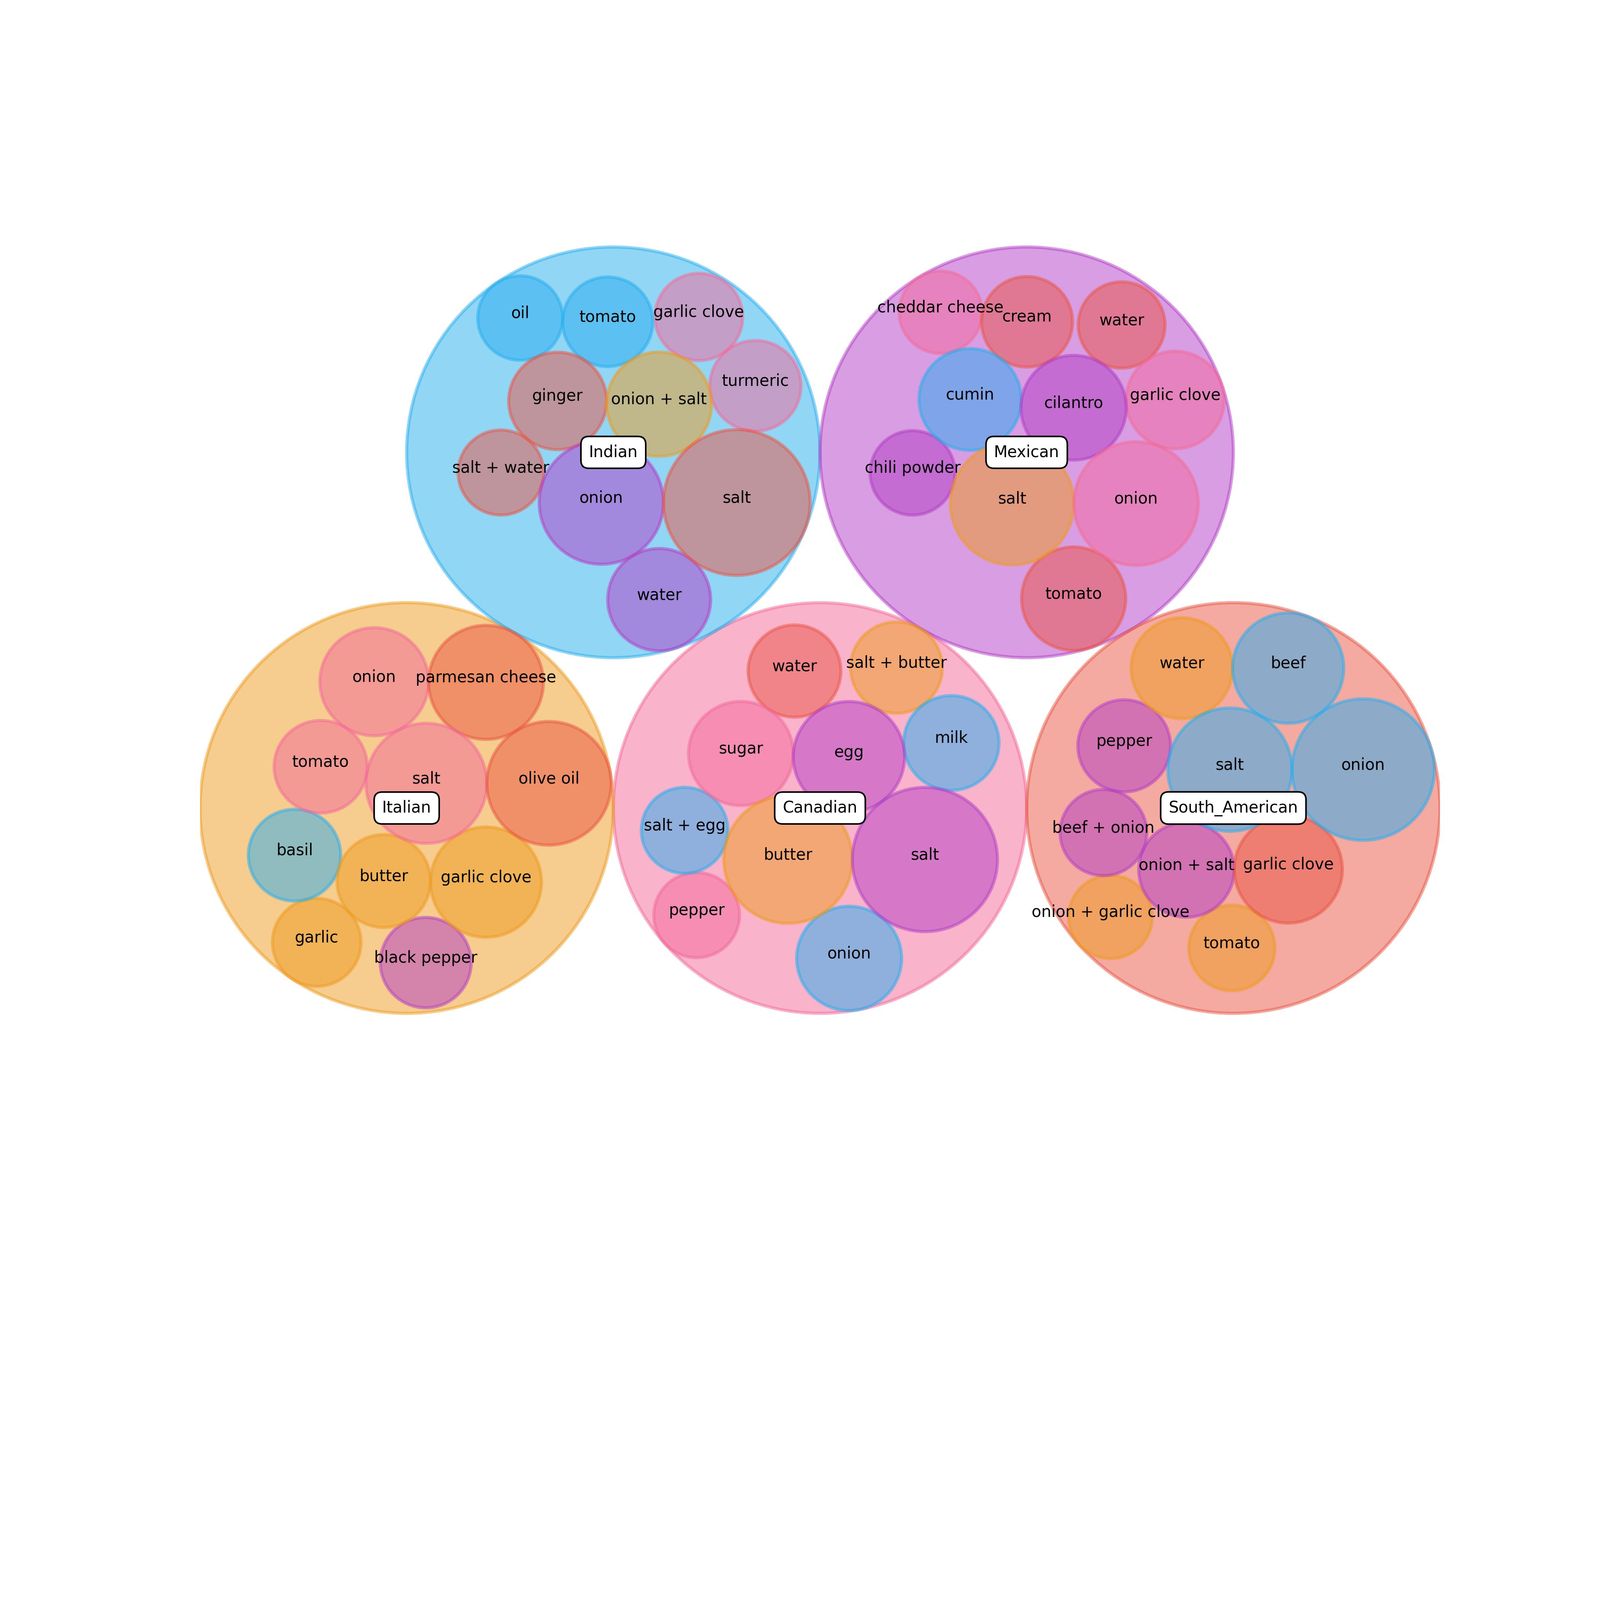 oil
tomato
garlic clove
turmeric
ginger
onion + salt
Indian
salt + water
onion
salt
water
cheddar cheese
cream
water
cumin
cilantro
garlic clove
Mexican
chili powder
salt
onion
tomato
onion
parmesan cheese
tomato
salt
olive oil
Italian
basil
butter
garlic clove
garlic
black pepper
water
salt + butter
sugar
egg
milk
Canadian
salt + egg
butter
salt
pepper
onion
water
beef
pepper
salt
onion
South_American
beef + onion
onion + salt
garlic clove
onion + garlic clove
tomato